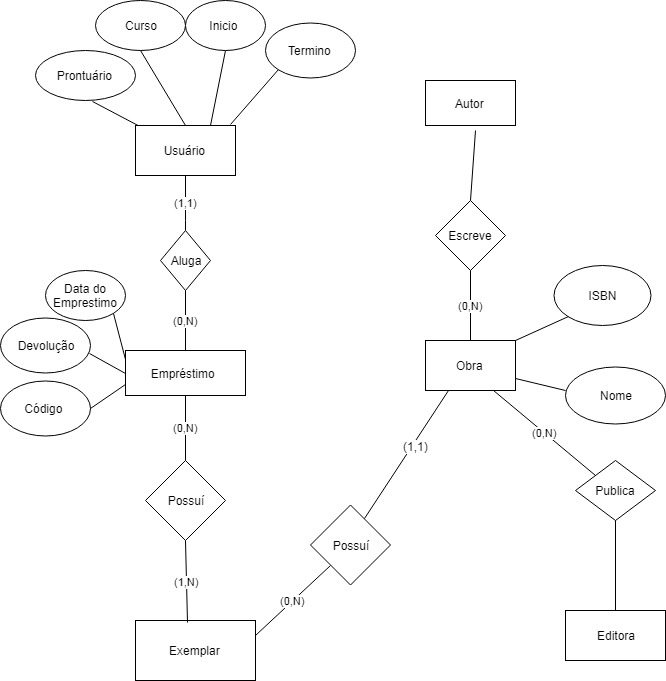 Curso
Inicio
Termino
Prontuário
Autor
Usuário
(1,1)
Escreve
Aluga
Data do
Emprestimo
ISBN
(0,N)
(0,N)
Devolução
Obra
Empréstimo
Nome
Código
(0,N)
(0,N)
(1,1)
Publica
Possuí
Possuí
(1,N)
(0,N)
Editora
Exemplar